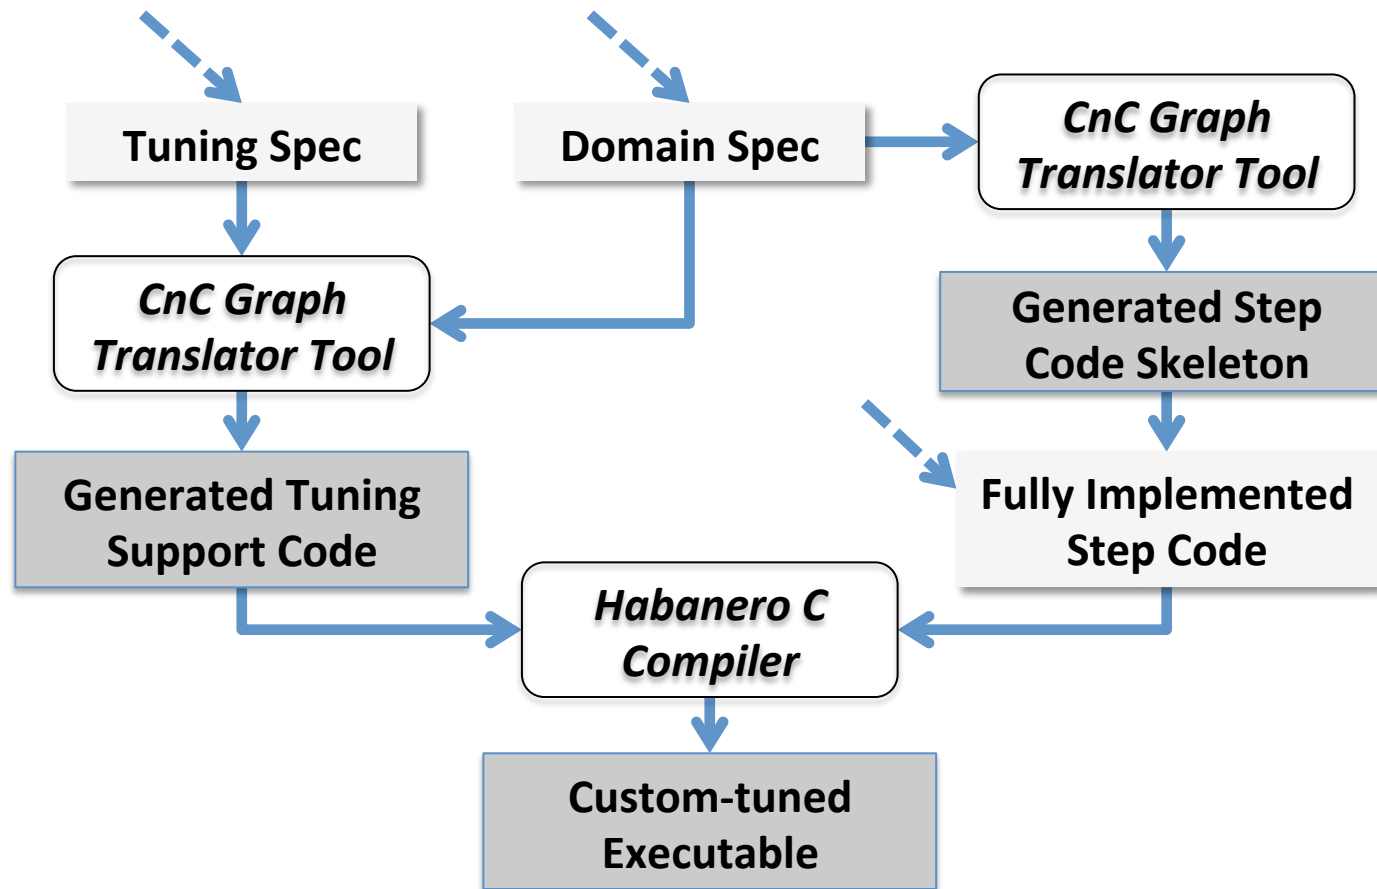 Tuning Spec
Domain Spec
CnC Graph
Translator Tool
CnC Graph
Translator Tool
Generated Step
Code Skeleton
Generated Tuning
Support Code
Fully Implemented
Step Code
Habanero C
Compiler
Custom-tuned
Executable